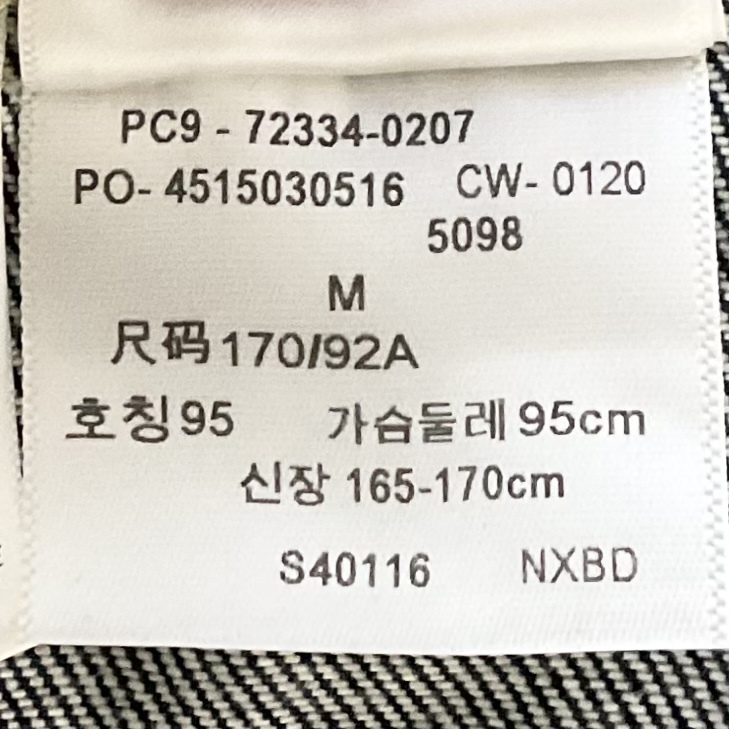 PC9 - 72334-0207
PO- 4515030516 CW- 0120
5098
M
尺码170/92A
호칭95 가슴둘레95cm
신장 165-170cm
S40116 NXBD